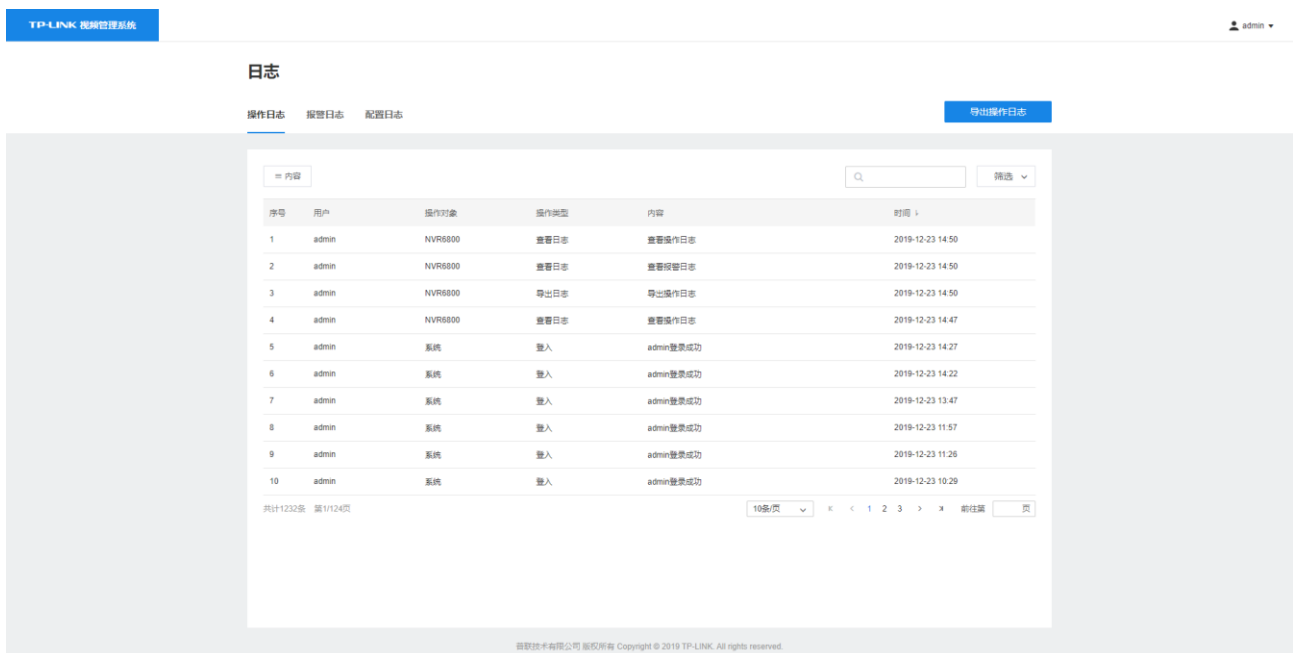 TP-LINK 视频管理系统
admin
日志
操作日志 报警日志 配置日志 导出操作日志
内容 筛选
序号 用户 操作对象 操作类型 内容 时间
1 admin NVR6800 查看日志 查看操作日志 2019-12-23 14:50
2 admin NVR6800 查看日志 查看报警日志 2019-12-23 14:50
3 admin NVR6800 导出日志 导出操作日志 2019-12-23 14:50
4 admin NVR6800 查看日志 查看操作日志 2019-12-23 14:47
5 admin 系统 登入 admin登录成功 2019-12-23 14:27
6 admin 系统 登入 admin登录成功 2019-12-23 14:22
7 admin 系统 登入 admin登录成功 2019-12-23 13:47
8 admin 系统 登入 admin登录成功 2019-12-23 11:57
9 admin 系统 登入 admin登录成功 2019-12-23 11:26
10 admin 系统 登入 admin登录成功 2019-12-23 10:29
共计1232条 第1/124页 10条/页 1 2 3 前往第 页
普联技术有限公司 版权所有 Copyright © 2019 TP-LINK. All rights reserved.